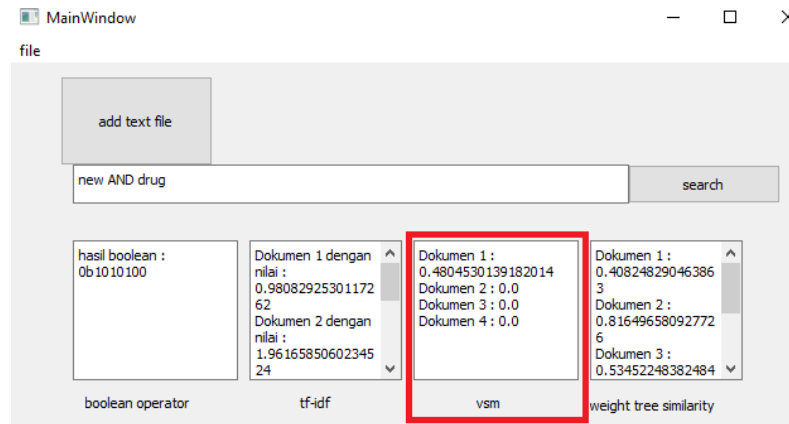 MainWindow
file
add text file
new AND drug
search
hasil boolean :
0b1010100
Dokumen 1 dengan
nilai :
0.98082925301172
62
Dokumen 2 dengan
nilai :
1.96165850602345
24
Dokumen 1 :
0.4804530139182014
Dokumen 2 : 0.0
Dokumen 3 : 0.0
Dokumen 4 : 0.0
Dokumen 1 :
0.40824829046386
3
Dokumen 2 :
0.81649658092772
6
Dokumen 3 :
0.53452248382484
boolean operator
tf-idf
vsm
weight tree similarity